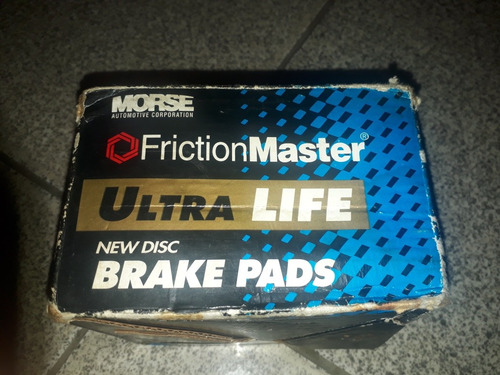 MORSE
AUTOMOTIVE CORPORATION
FrictionMaster®
ULTRA LIFE
NEW DISC
BRAKE PADS